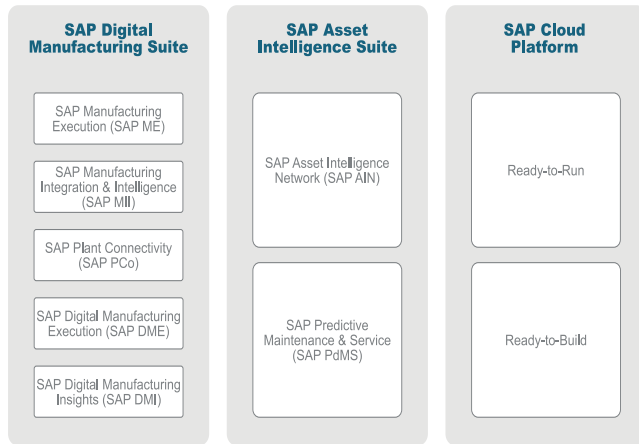 SAP Digital
Manufacturing Suite
SAP Manufacturing
Execution (SAP ME)
SAP Manufacturing
Integration & Intelligence
(SAP MII)
SAP Plant Connectivity
(SAP PCo)
SAP Digital Manufacturing
Execution (SAP DME)
SAP Digital Manufacturing
Insights (SAP DMI)
SAP Asset
Intelligence Suite
SAP Asset Intelligence
Network (SAP AIN)
SAP Predictive
Maintenance & Service
(SAP PdMS)
SAP Cloud
Platform
Ready-to-Run
Ready-to-Build